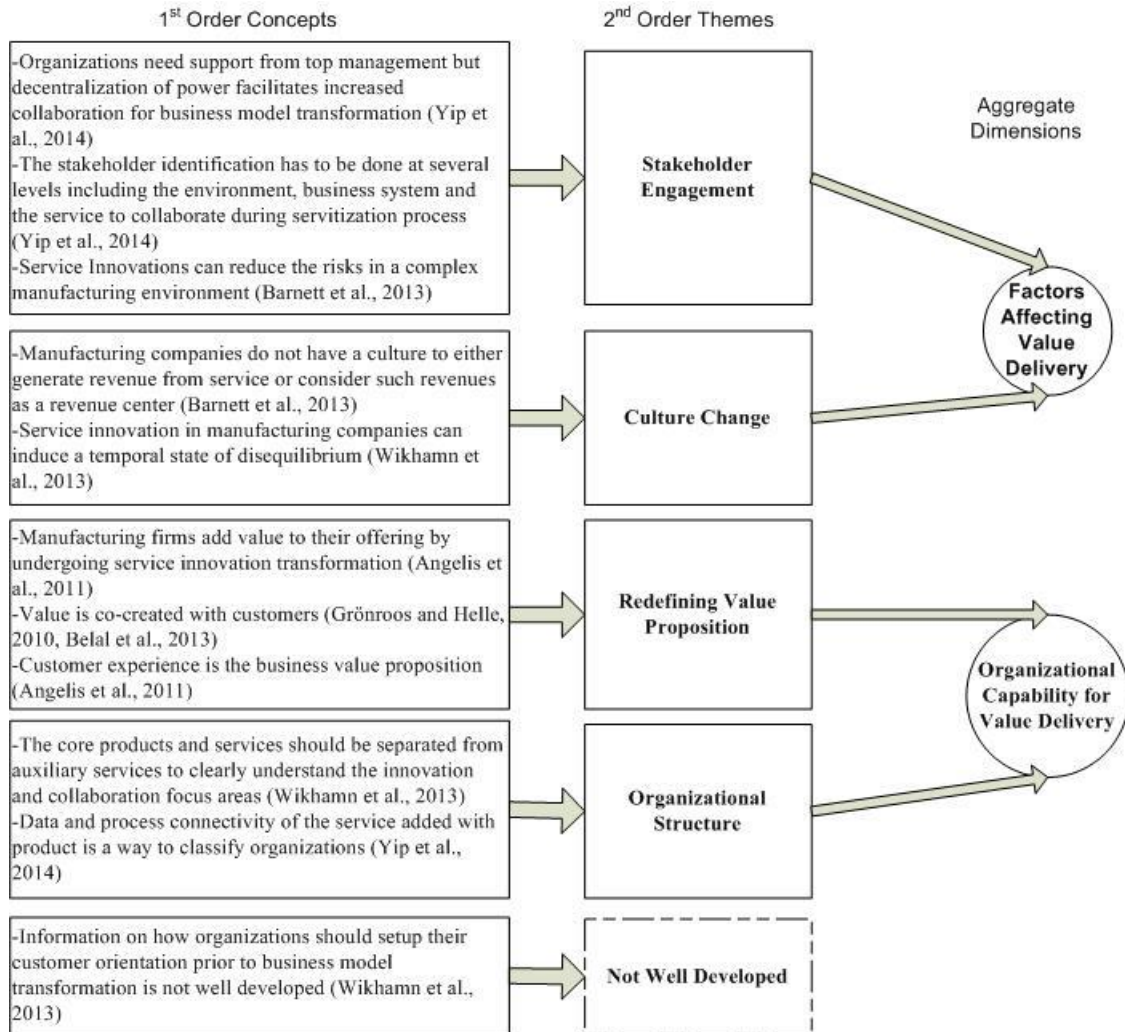 1st Order Concepts
2nd Order Themes
Aggregate
Dimensions
-Organizations need support from top management but
decentralization of power facilitates increased
collaboration for business model transformation (Yip et
al., 2014)
-The stakeholder identification has to be done at several
levels including the environment, business system and
the service to collaborate during servitization process
(Yip et al., 2014)
-Service Innovations can reduce the risks in a complex
manufacturing environment (Barnett et al., 2013)
Stakeholder
Engagement
Factors
Affecting
Value
Delivery
-Manufacturing companies do not have a culture to either
generate revenue from service or consider such revenues
as a revenue center (Barnett et al., 2013)
-Service innovation in manufacturing companies can
induce a temporal state of disequilibrium (Wikhamn et
al., 2013)
Culture Change
-Manufacturing firms add value to their offering by
undergoing service innovation transformation (Angelis et
al., 2011)
-Value is co-created with customers (Grönroos and Helle,
2010, Belal et al., 2013)
-Customer experience is the business value proposition
(Angelis et al., 2011)
Redefining Value
Proposition
Organizational
Capability for
Value Delivery
-The core products and services should be separated from
auxiliary services to clearly understand the innovation
and collaboration focus areas (Wikhamn et al., 2013)
-Data and process connectivity of the service added with
product is a way to classify organizations (Yip et al.,
2014)
Organizational
Structure
-Information on how organizations should setup their
customer orientation prior to business model
transformation is not well developed (Wikhamn et al.,
2013)
Not Well Developed